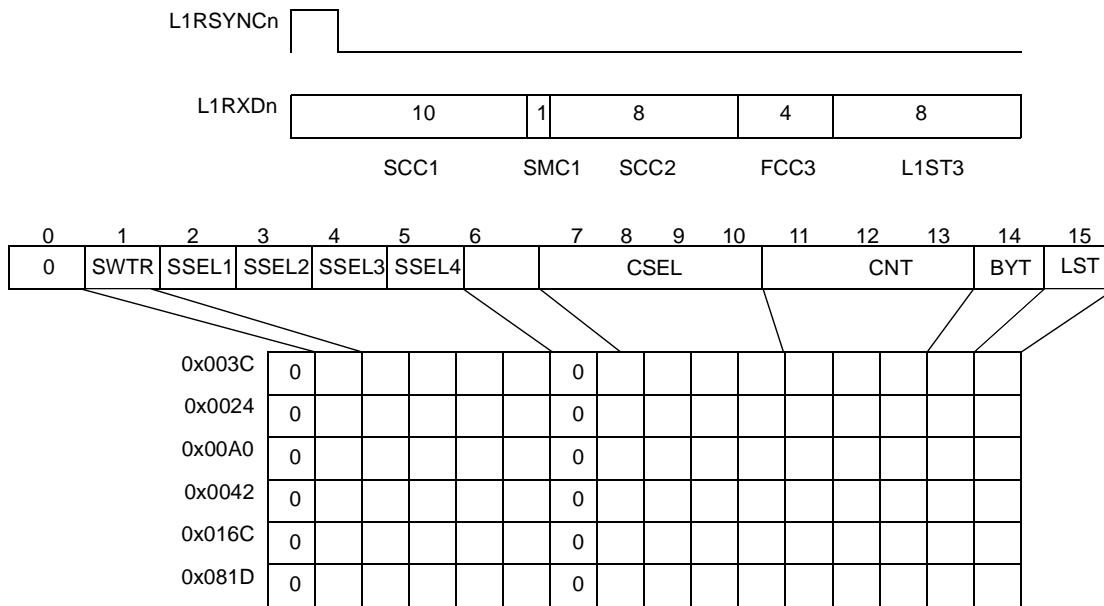 L1RSYNCn
L1RXDn
10 1 8 4 8
SCC1 SMC1 SCC2 FCC3 L1ST3
0 1 2 3 4 5 6 7 8 9 10 11 12 13 14 15
0 SWTR SSEL1 SSEL2 SSEL3 SSEL4 CSEL CNT BYT LST
0x003C 0 0
0x0024 0 0
0x00A0 0 0
0x0042 0 0
0x016C 0 0
0x081D 0 0